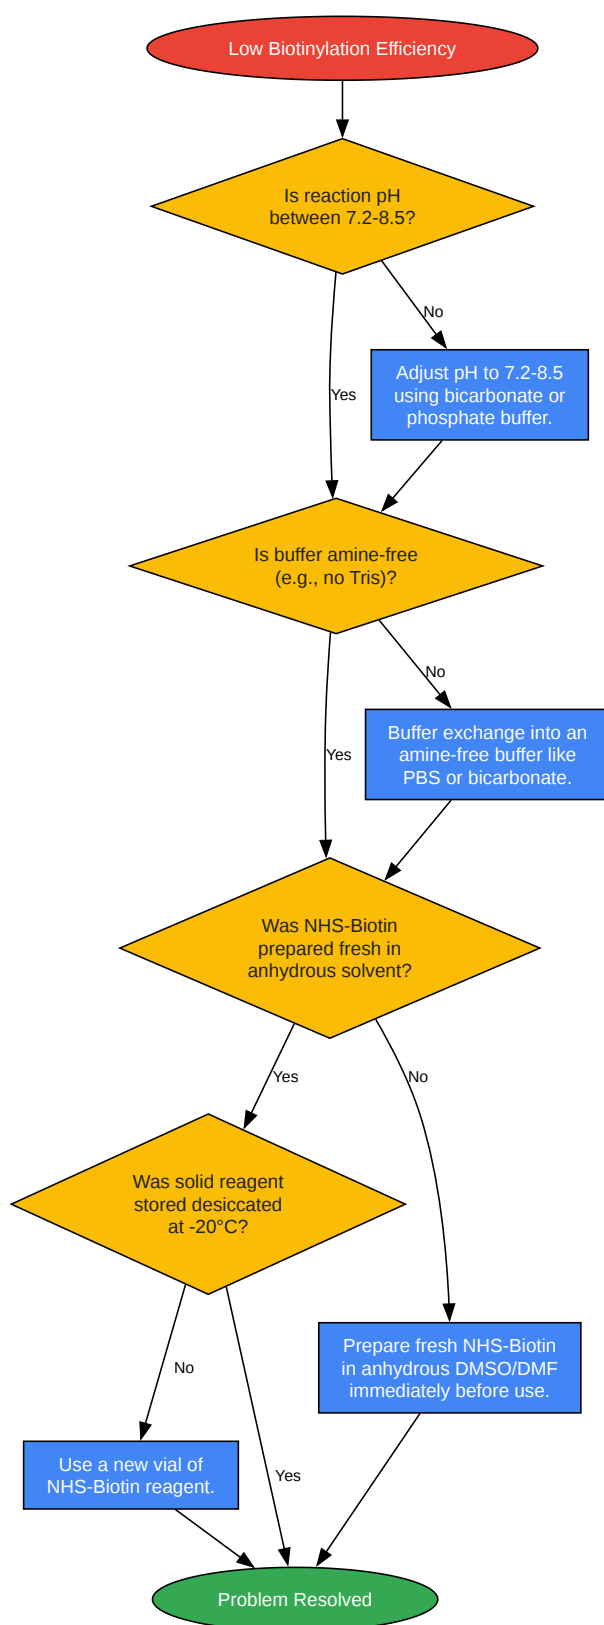 Low Biotinylation Efficiency
Is reaction pH
between 7.2-8.5?
No
Adjust pH to 7.2-8.5
using bicarbonate or
phosphate buffer.
Yes
Is buffer amine-free
(e.g., no Tris)?
No
Buffer exchange into an
amine-free buffer like
PBS or bicarbonate.
Yes
Was NHS-Biotin
prepared fresh in
anhydrous solvent?
Yes
No
Was solid reagent
stored desiccated
at -20°C?
Prepare fresh NHS-Biotin
in anhydrous DMSO/DMF
immediately before use.
No
Use a new vial of
NHS-Biotin reagent.
Yes
Problem Resolved